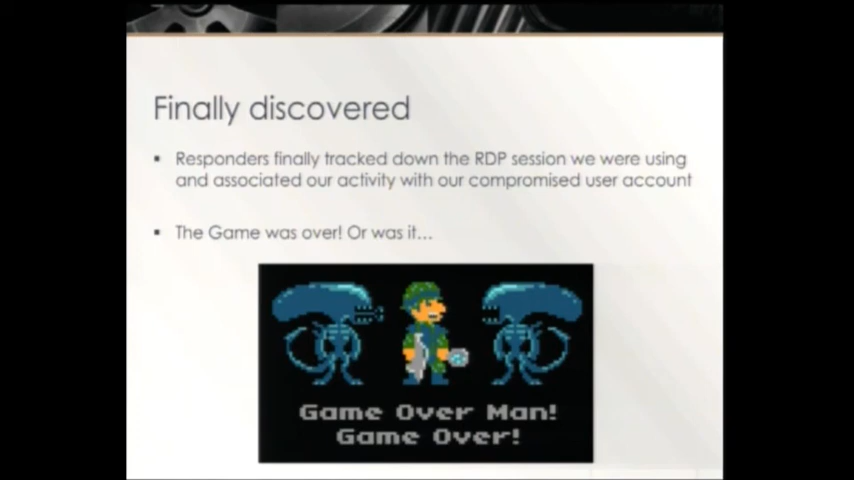 Finally discovered
▪ Responders finally tracked down the RDP session we were using
and associated our activity with our compromised user account
▪ The Game was over! Or was it...
Game Over Man!
Game Over!